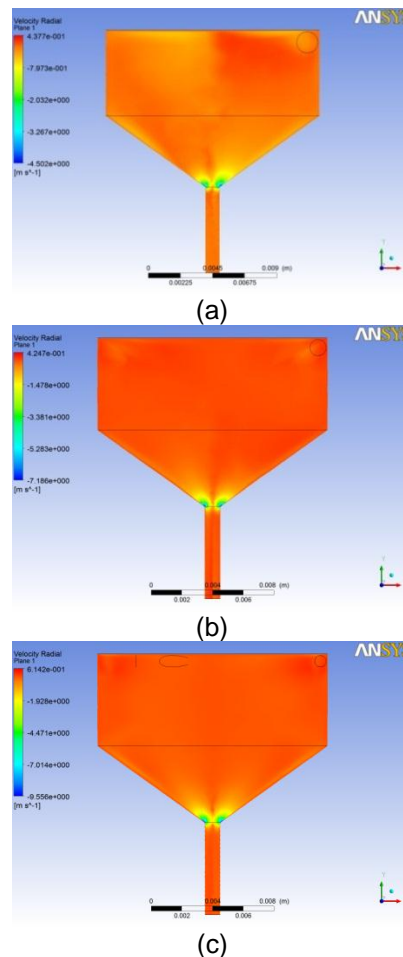 ANSYS
Velocity Radial
Plane 1
4.377e-001
-7.973e-001
-2.032e+000
-3.267e+000
-4.502e+000
[m s^-1]
0 0.0045 0.009 (m)
0.00225 0.00675
Y
(a)
ANSYS
Velocity Radial
Plane 1
4.247e-001
-1.478e+000
-3.381e+000
-5.283e+000
-7.186e+000
[m s^-1]
0 0.004 0.008 (m)
0.002 0.006
Y
(b)
ANSYS
Velocity Radial
Plane 1
6.142e-001
-1.928e+000
-4.471e+000
-7.014e+000
-9.556e+000
[m s^-1]
0 0.004 0.008 (m)
0.002 0.006
Y
(c)